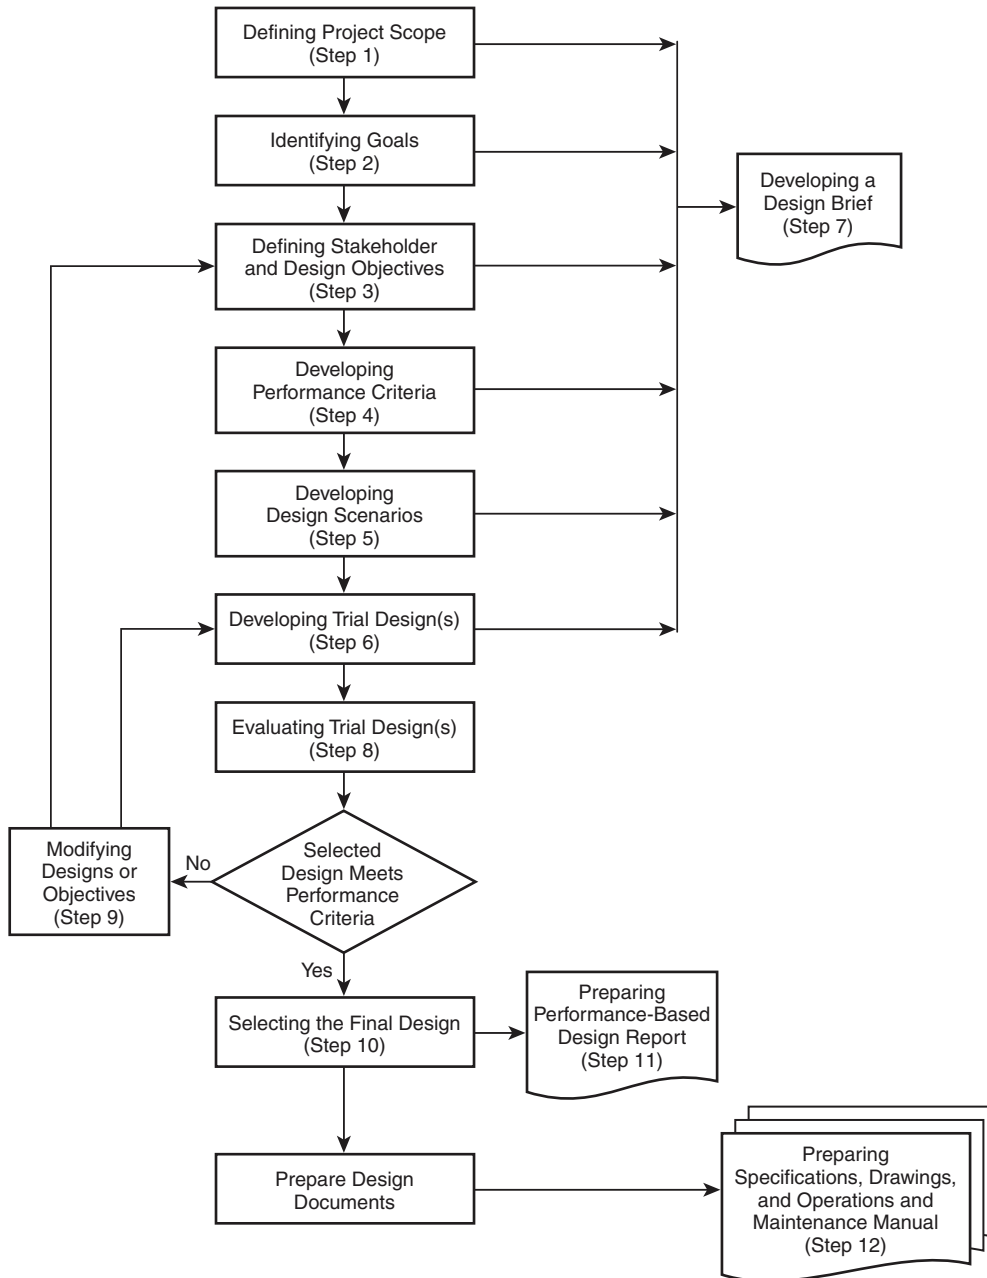 Defining Project Scope
(Step 1)
Identifying Goals
(Step 2)
Developing a
Design Brief
(Step 7)
Defining Stakeholder
and Design Objectives
(Step 3)
Developing
Performance Criteria
(Step 4)
Developing
Design Scenarios
(Step 5)
Developing Trial Design(s)
(Step 6)
Evaluating Trial Design(s)
(Step 8)
Selected
Design Meets
Performance
Criteria
No
Modifying
Designs or
Objectives
(Step 9)
Yes
Selecting the Final Design
(Step 10)
Preparing
Performance-Based
Design Report
(Step 11)
Prepare Design
Documents
Preparing
Specifications, Drawings,
and Operations and
Maintenance Manual
(Step 12)